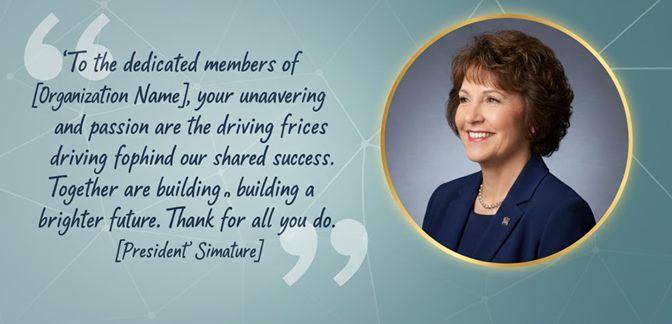 ‘To the dedicated members of
[Organization Name], your unaavering
and passion are the driving frices
driving fophind our shared success.
Together are building „ building a
brighter future. Thank for all you do.
[President’ Simature]